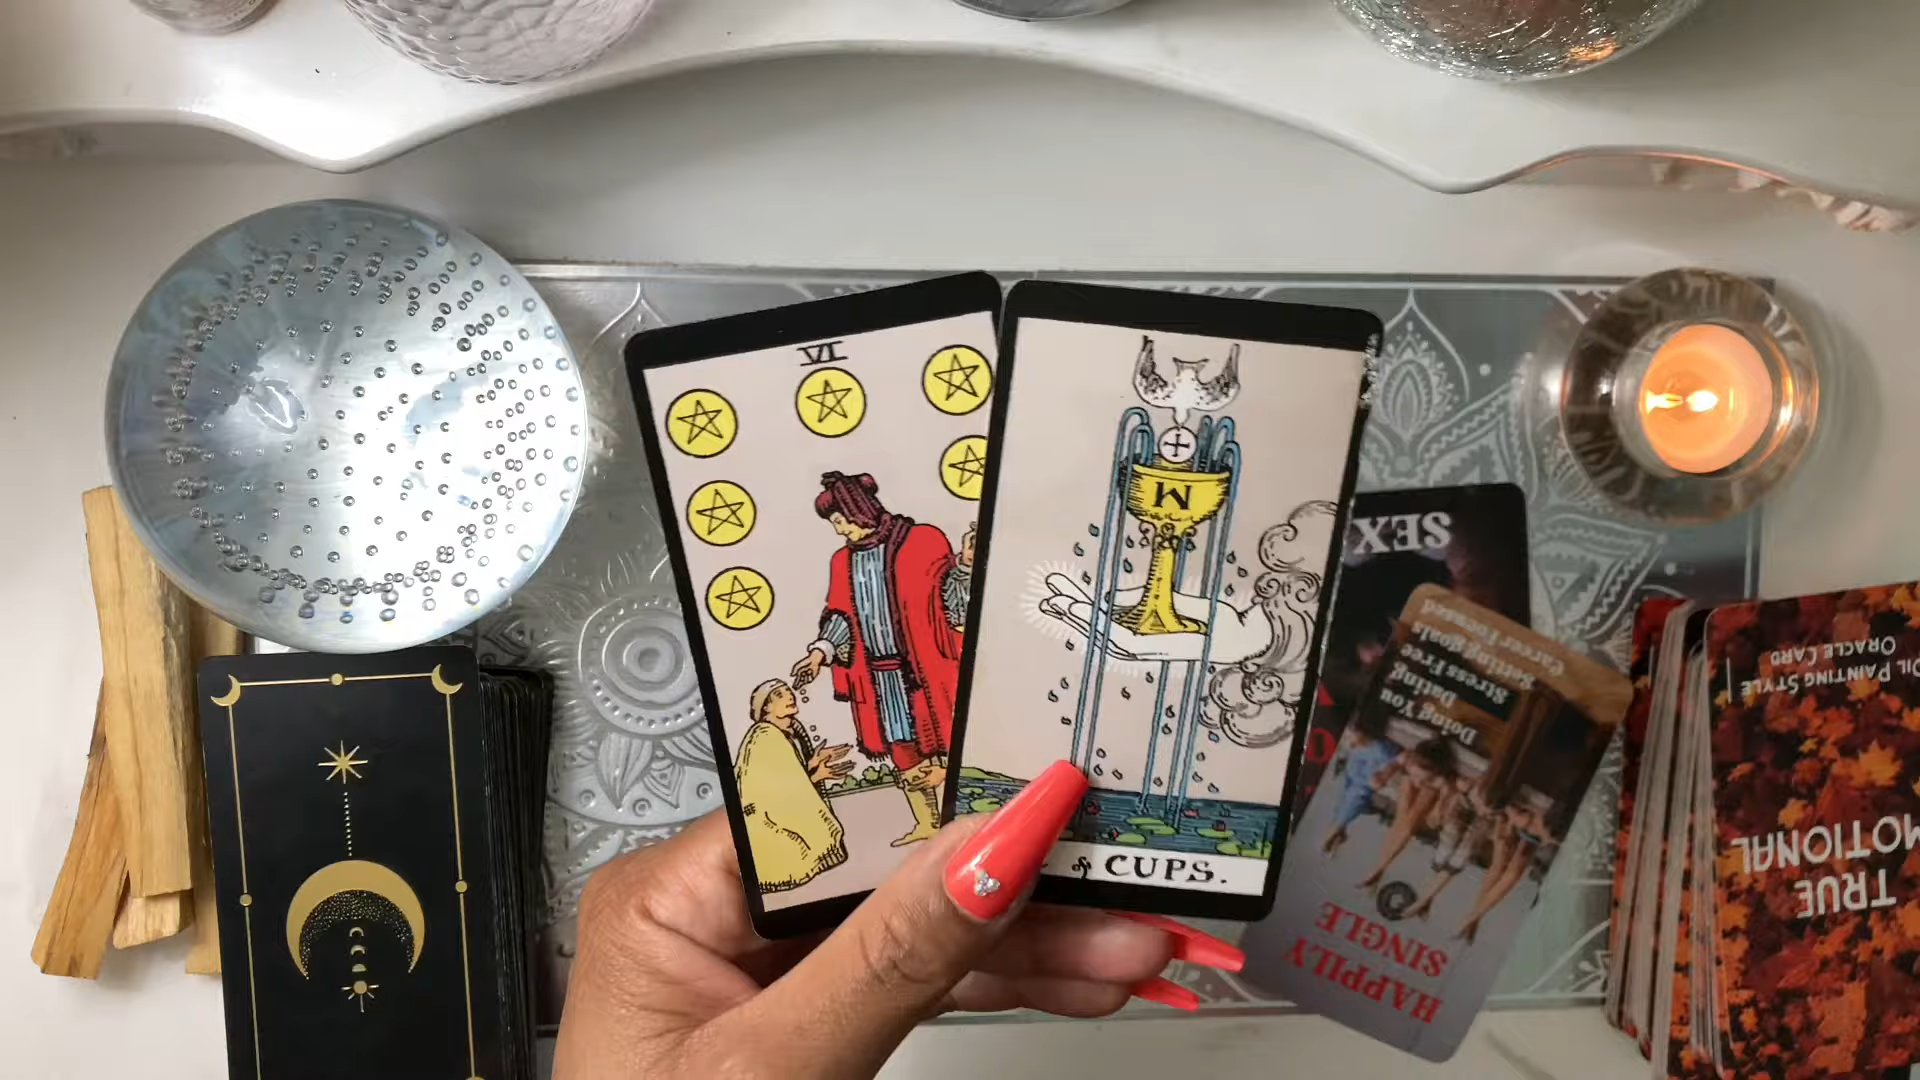 VI
M
& CUPS.
SEX
HAPPILY
SINGLE
Doing You
Dating
Stress Free
Setting goals
Career Focused
TRUE
MOTIONAL
OIL PAINTING STYLE
ORACLE CARD